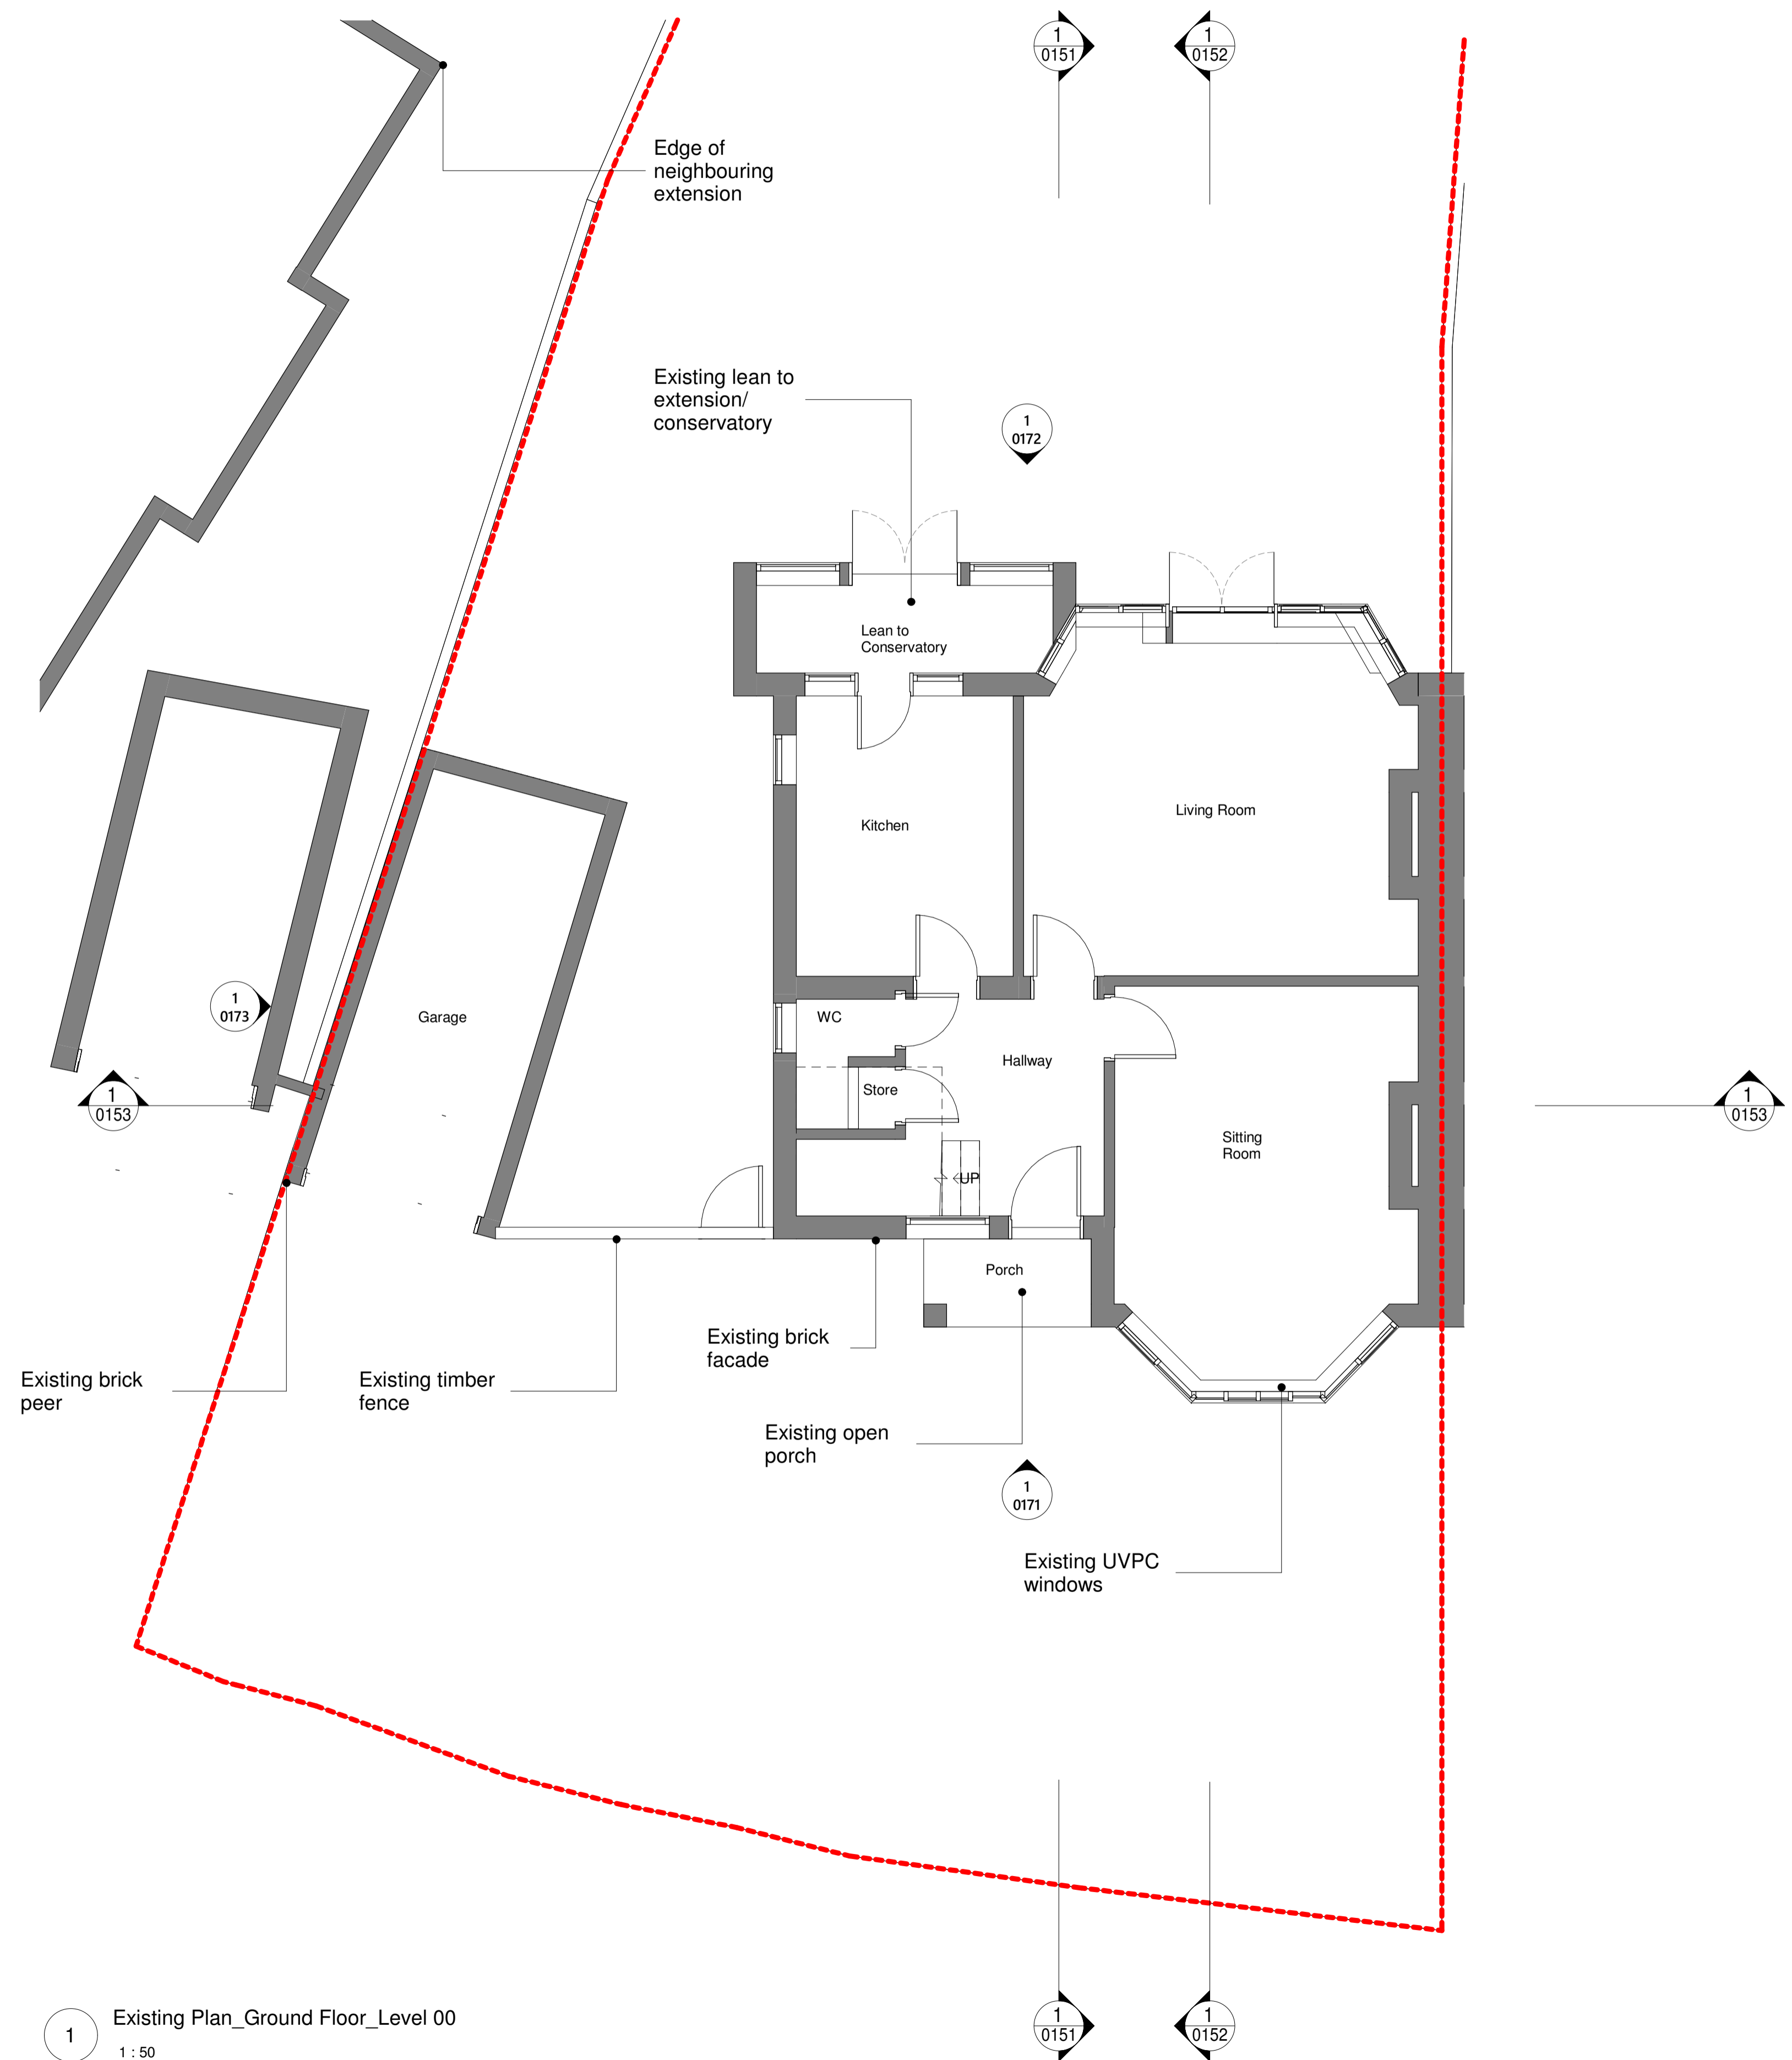 1
0151
1
0152
Edge of
neighbouring
extension
Existing lean to
extension/
conservatory
1
0172
Lean to
Conservatory
Kitchen
Living Room
1
0173
Garage
WC
Hallway
Store
1
0153
1
0153
Sitting
Room
UP
Porch
Existing brick
facade
Existing brick
peer
Existing timber
fence
Existing open
porch
1
0171
Existing UVPC
windows
1
Existing Plan_Ground Floor_Level 00
1 : 50
1
0151
1
0152